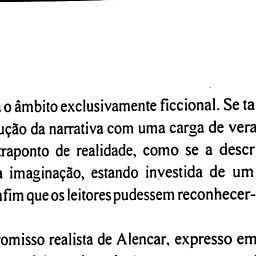 o âmbito exclusivamente ficcional. Se ta
ução da narrativa com uma carga de vera
traponto de realidade, como se a descr
a imaginação, estando investida de um
afim que os leitores pudessem reconhecer-
omisso realista de Alencar, expresso em